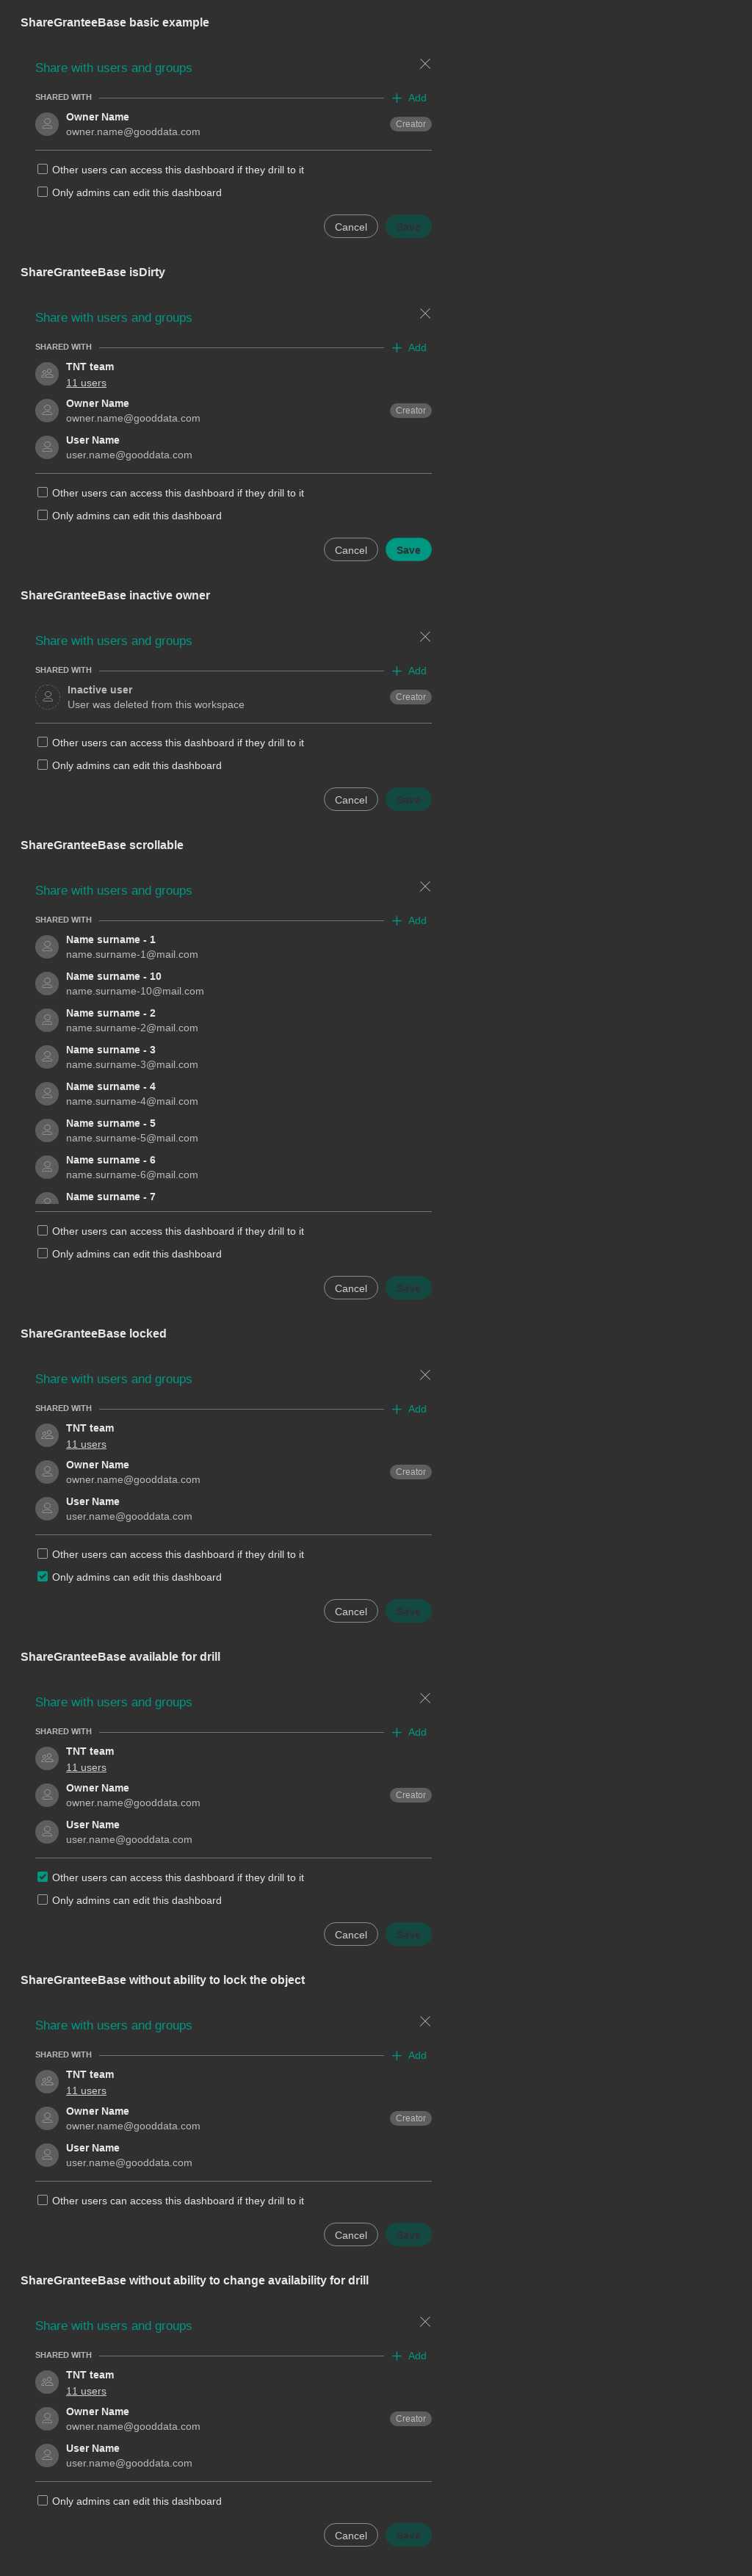 ShareGranteeBase basic example
Share with users and groups
SHARED WITH Add
Owner Name
owner.name@gooddata.com Creator
Other users can access this dashboard if they drill to it
Only admins can edit this dashboard
Cancel Save
ShareGranteeBase isDirty
Share with users and groups
SHARED WITH Add
TNT team
11 users
Owner Name
owner.name@gooddata.com Creator
User Name
user.name@gooddata.com
Other users can access this dashboard if they drill to it
Only admins can edit this dashboard
Cancel Save
ShareGranteeBase inactive owner
Share with users and groups
SHARED WITH Add
Inactive user
User was deleted from this workspace Creator
Other users can access this dashboard if they drill to it
Only admins can edit this dashboard
Cancel Save
ShareGranteeBase scrollable
Share with users and groups
SHARED WITH Add
Name surname - 1
name.surname-1@mail.com
Name surname - 10
name.surname-10@mail.com
Name surname - 2
name.surname-2@mail.com
Name surname - 3
name.surname-3@mail.com
Name surname - 4
name.surname-4@mail.com
Name surname - 5
name.surname-5@mail.com
Name surname - 6
name.surname-6@mail.com
Name surname - 7
Other users can access this dashboard if they drill to it
Only admins can edit this dashboard
Cancel Save
ShareGranteeBase locked
Share with users and groups
SHARED WITH Add
TNT team
11 users
Owner Name
owner.name@gooddata.com Creator
User Name
user.name@gooddata.com
Other users can access this dashboard if they drill to it
Only admins can edit this dashboard
Cancel Save
ShareGranteeBase available for drill
Share with users and groups
SHARED WITH Add
TNT team
11 users
Owner Name
owner.name@gooddata.com Creator
User Name
user.name@gooddata.com
Other users can access this dashboard if they drill to it
Only admins can edit this dashboard
Cancel Save
ShareGranteeBase without ability to lock the object
Share with users and groups
SHARED WITH Add
TNT team
11 users
Owner Name
owner.name@gooddata.com Creator
User Name
user.name@gooddata.com
Other users can access this dashboard if they drill to it
Cancel Save
ShareGranteeBase without ability to change availability for drill
Share with users and groups
SHARED WITH Add
TNT team
11 users
Owner Name
owner.name@gooddata.com Creator
User Name
user.name@gooddata.com
Only admins can edit this dashboard
Cancel Save